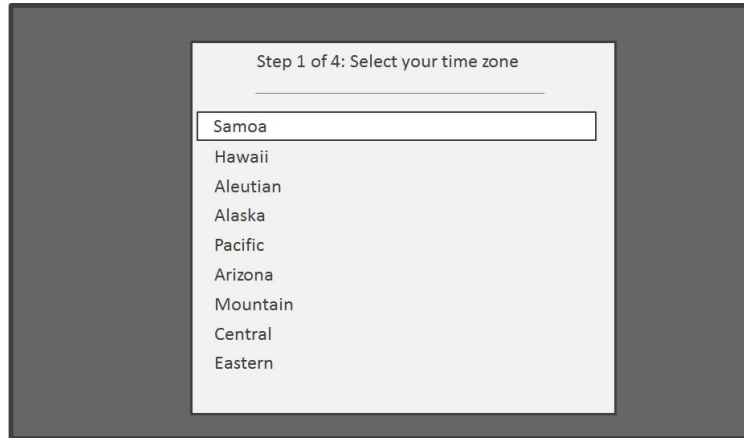 Step 1 of 4: Select your time zone
Samoa
Hawaii
Aleutian
Alaska
Pacific
Arizona
Mountain
Central
Eastern